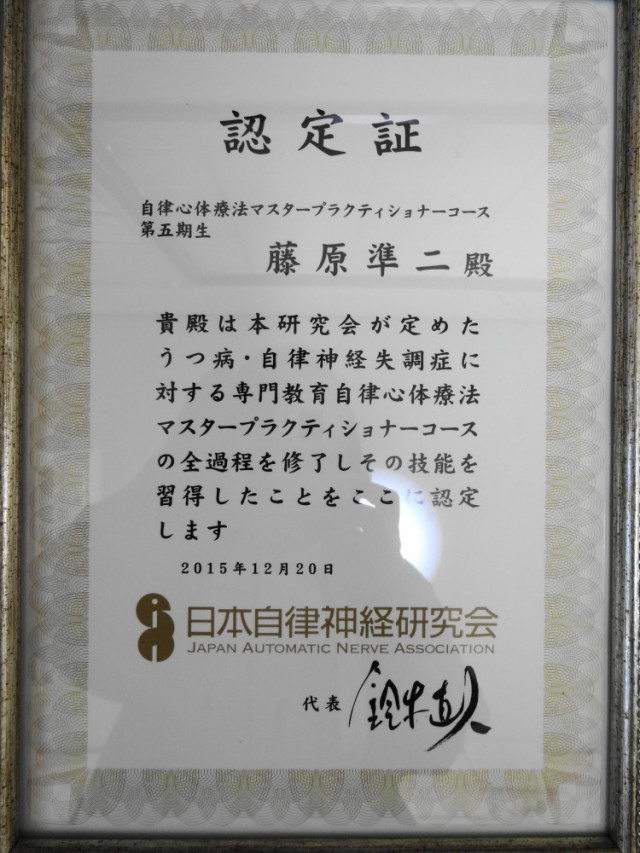 認定証
自律心体療法マスタープラクティショナーコース
第五期生
藤原準二殿
貴殿は本研究会が定めた
うつ病・自律神経失調症に
対する専門教育自律心体療法
マスタープラクティショナーコース
の全過程を修了しその技能を
習得したことをここに認定
します
2015年12月20日
日本自律神経研究会
JAPAN AUTOMATIC NERVE ASSOCIATION
代表 鈴木直人